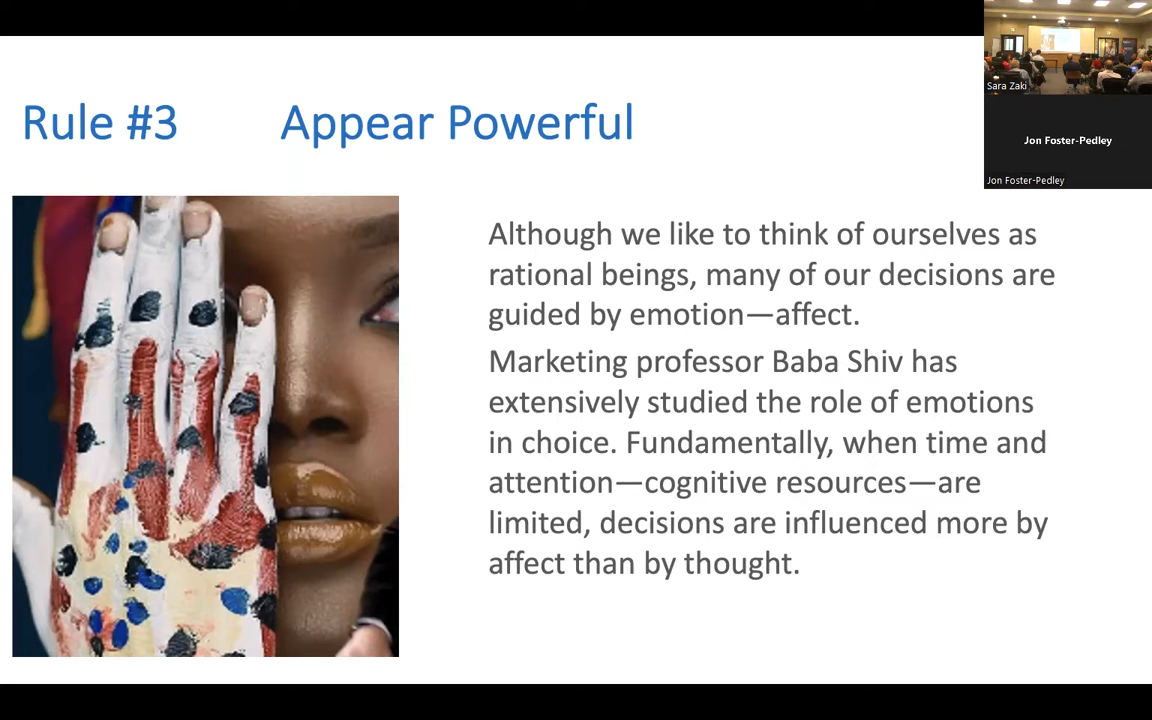 Rule #3 Appear Powerful
Although we like to think of ourselves as
rational beings, many of our decisions are
guided by emotion—affect.
Marketing professor Baba Shiv has
extensively studied the role of emotions
in choice. Fundamentally, when time and
attention—cognitive resources—are
limited, decisions are influenced more by
affect than by thought.
Sara Zaki
Jon Foster-Pedley
Jon Foster-Pedley